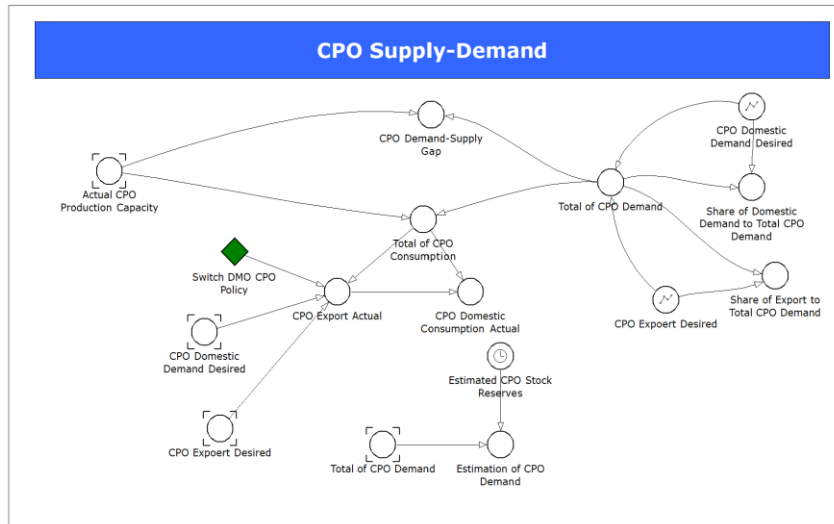 CPO Supply-Demand
CPO Demand-Supply
Gap
CPO Domestic
Demand Desired
Actual CPO
Production Capacity
Total of CPO Demand
Share of Domestic
Demand to Total CPO
Demand
Total of CPO
Consumption
Switch DMO CPO
Policy
CPO Export Actual
CPO Domestic
Consumption Actual
CPO Expoert Desired
Share of Export to
Total CPO Demand
CPO Domestic
Demand Desired
Estimated CPO Stock
Reserves
CPO Expoert Desired
Total of CPO Demand
Estimation of CPO
Demand